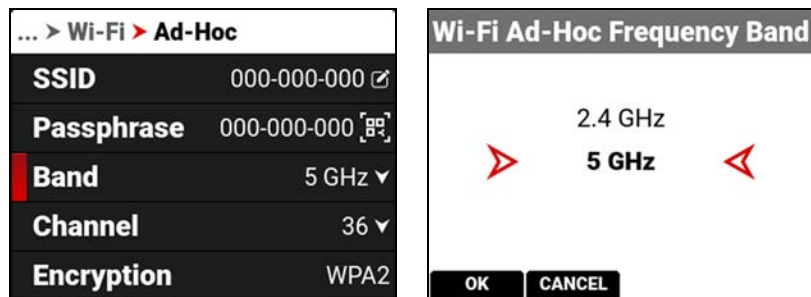 ... > Wi-Fi > Ad-Hoc
SSID 000-000-000
Passphrase 000-000-000
Band 5 GHz
Channel 36
Encryption WPA2
Wi-Fi Ad-Hoc Frequency Band
2.4 GHz
5 GHz
OK CANCEL